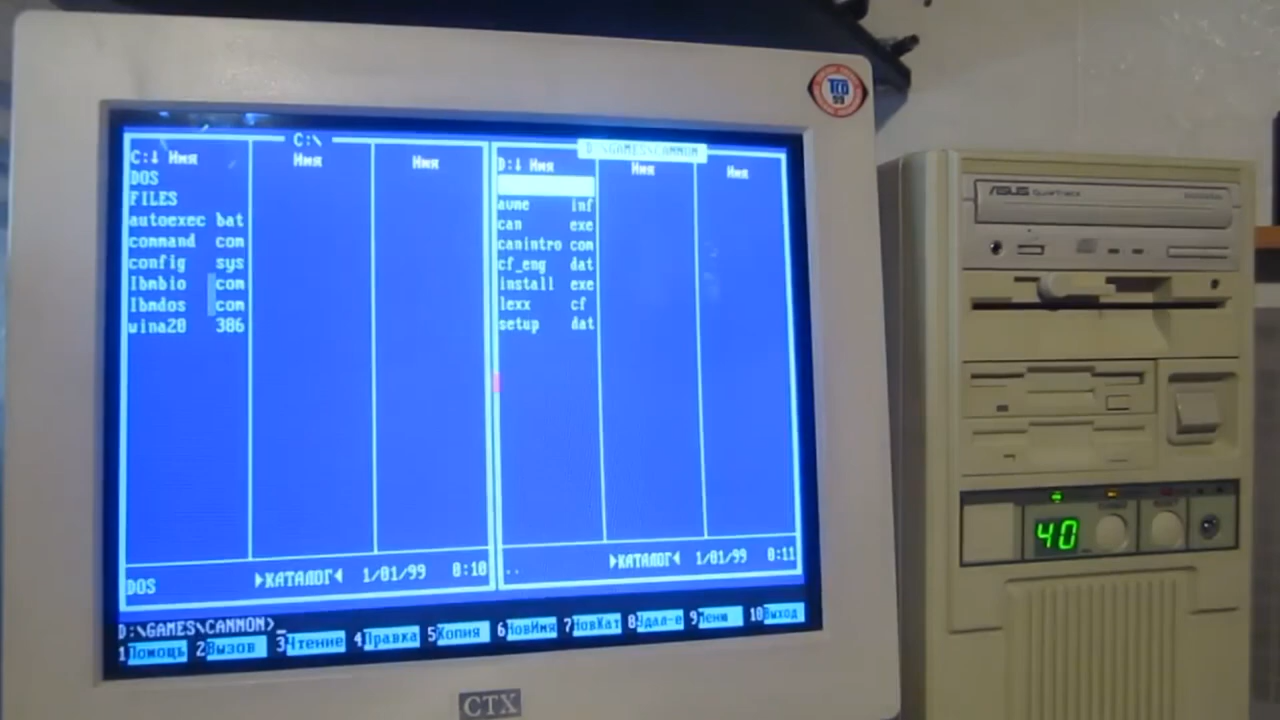 TCO
99
C:\
C:↓ Имя Имя Имя
DOS
FILES
autoexec bat
command com
config sys
Ibmbio com
Ibmdos com
wina20 386
DOS ►КАТАЛОГ◄ 1/01/99 0:10
D:\GAMES\CANNON
D:↓ Имя Имя Имя
avme inf
can exe
canintro com
cf_eng dat
install exe
lexx cf
setup dat
.. ►КАТАЛОГ◄ 1/01/99 0:11
D:\GAMES\CANNON>_
1Помощь 2Вызов 3Чтение 4Правка 5Копия 6НовИмя 7НовКат 8Удал-е 9Меню 10Выход
CTX
ASUS QuieTrack
40